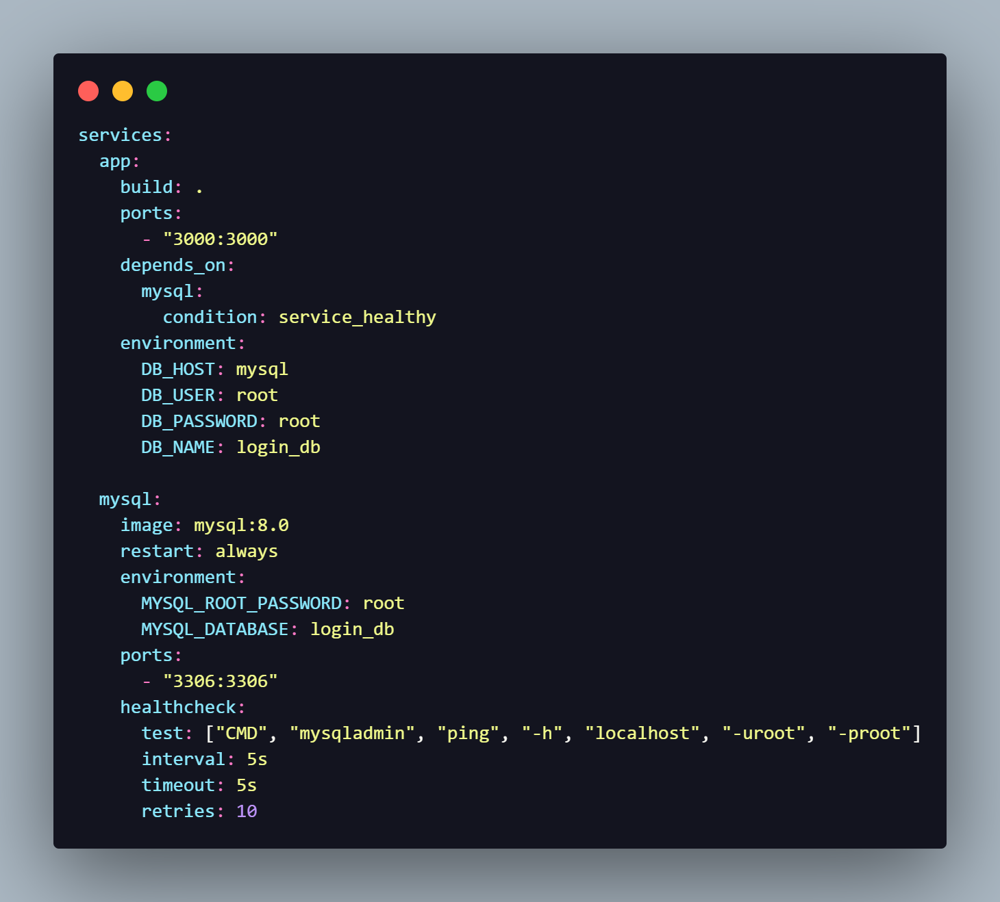 services:
  app:
    build: .
    ports:
      - "3000:3000"
    depends_on:
      mysql:
        condition: service_healthy
    environment:
      DB_HOST: mysql
      DB_USER: root
      DB_PASSWORD: root
      DB_NAME: login_db

  mysql:
    image: mysql:8.0
    restart: always
    environment:
      MYSQL_ROOT_PASSWORD: root
      MYSQL_DATABASE: login_db
    ports:
      - "3306:3306"
    healthcheck:
      test: ["CMD", "mysqladmin", "ping", "-h", "localhost", "-uroot", "-proot"]
      interval: 5s
      timeout: 5s
      retries: 10